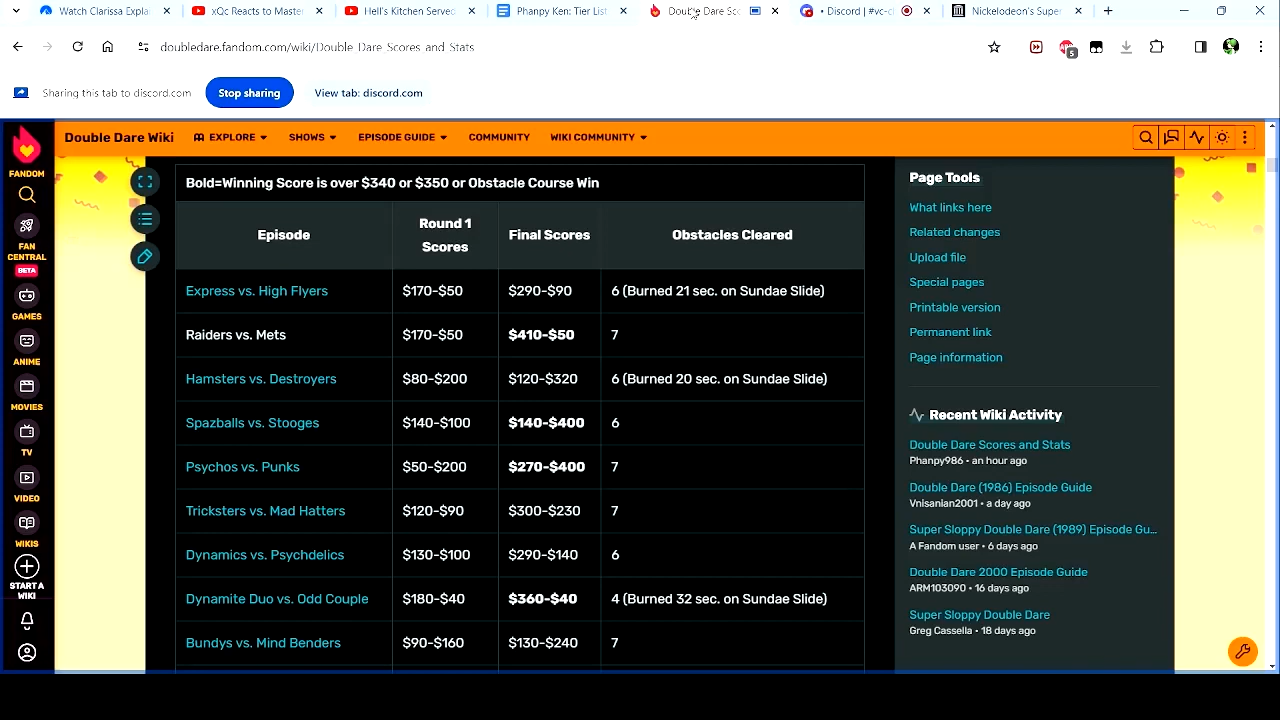 Watch Clarissa Expla
xQc Reacts to Master
Hell's Kitchen Served
Phanpy Ken: Tier List
Double Dare Sco
• Discord | #vc-c
Nickelodeon's Super
doubledare.fandom.com/wiki/Double_Dare_Scores_and_Stats
5
Sharing this tab to discord.com
Stop sharing
View tab: discord.com
Double Dare Wiki
EXPLORE
SHOWS
EPISODE GUIDE
COMMUNITY
WIKI COMMUNITY
FANDOM
FAN
CENTRAL
BETA
GAMES
ANIME
MOVIES
TV
VIDEO
WIKIS
START A
WIKI
Bold=Winning Score is over $340 or $350 or Obstacle Course Win
Episode Round 1 Scores Final Scores Obstacles Cleared
Express vs. High Flyers $170-$50 $290-$90 6 (Burned 21 sec. on Sundae Slide)
Raiders vs. Mets $170-$50 $410-$50 7
Hamsters vs. Destroyers $80-$200 $120-$320 6 (Burned 20 sec. on Sundae Slide)
Spazballs vs. Stooges $140-$100 $140-$400 6
Psychos vs. Punks $50-$200 $270-$400 7
Tricksters vs. Mad Hatters $120-$90 $300-$230 7
Dynamics vs. Psychdelics $130-$100 $290-$140 6
Dynamite Duo vs. Odd Couple $180-$40 $360-$40 4 (Burned 32 sec. on Sundae Slide)
Bundys vs. Mind Benders $90-$160 $130-$240 7
Page Tools
What links here
Related changes
Upload file
Special pages
Printable version
Permanent link
Page information
Recent Wiki Activity
Double Dare Scores and Stats
Phanpy986 • an hour ago
Double Dare (1986) Episode Guide
Vnisanian2001 • a day ago
Super Sloppy Double Dare (1989) Episode Gu...
A Fandom user • 6 days ago
Double Dare 2000 Episode Guide
ARM103090 • 16 days ago
Super Sloppy Double Dare
Greg Cassella • 18 days ago